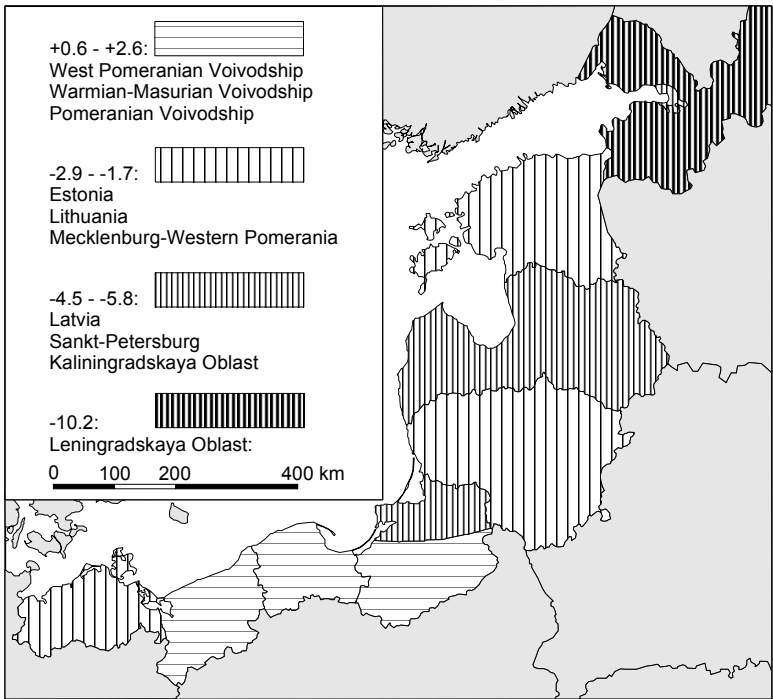 +0.6 - +2.6:
West Pomeranian Voivodship
Warmian-Masurian Voivodship
Pomeranian Voivodship
-2.9 - -1.7:
Estonia
Lithuania
Mecklenburg-Western Pomerania
-4.5 - -5.8:
Latvia
Sankt-Petersburg
Kaliningradskaya Oblast
-10.2:
Leningradskaya Oblast:
0 100 200 400 km